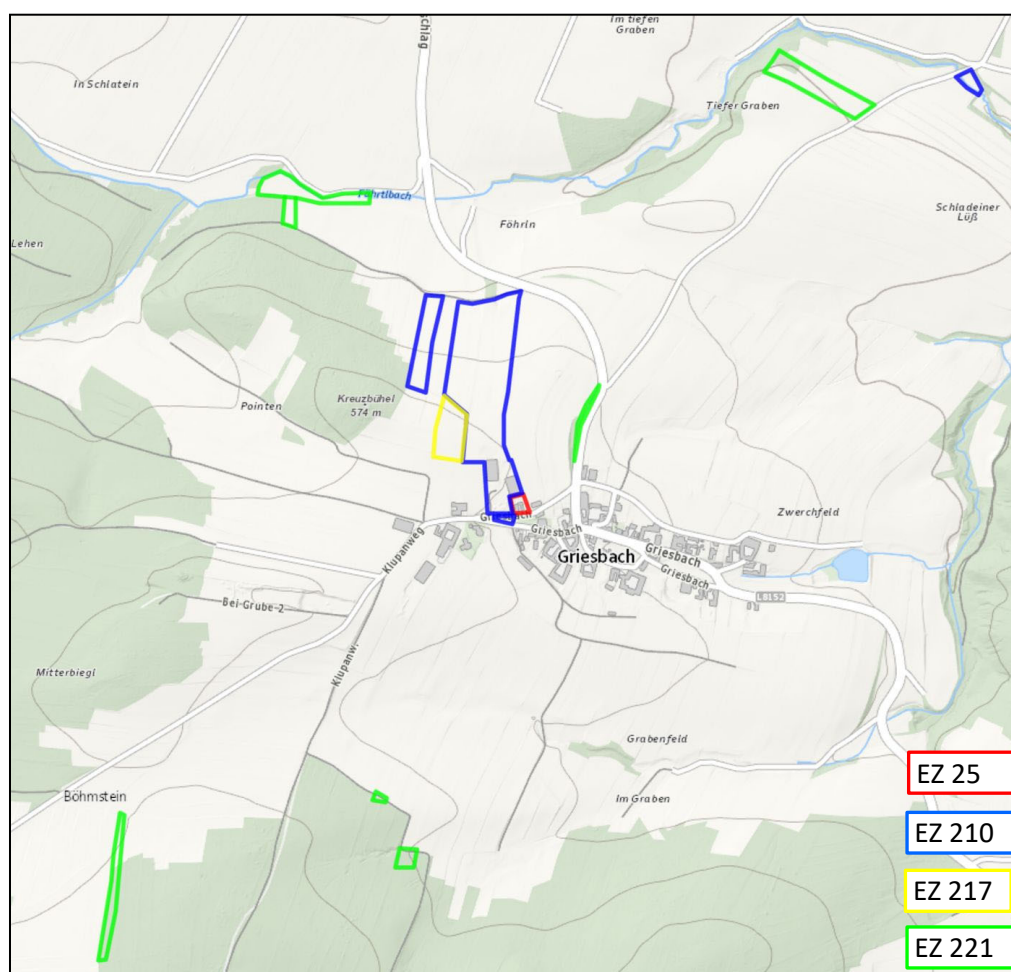 schlag
Im tiefen
Graben
In Schlatein
Tiefer Graben
Föhrtlbach
Schladeiner
Lüß
Föhrln
Lehen
Kreuzbühel
574 m
Pointen
Zwerchfeld
Griesbach
Griesbach
Klupanweg
Griesbach
Griesbach
Griesbach
L8152
Bei Grube 2
Mitterbiegl
Klupanw.
Grabenfeld
Im Graben
Böhmstein
EZ 25
EZ 210
EZ 217
EZ 221